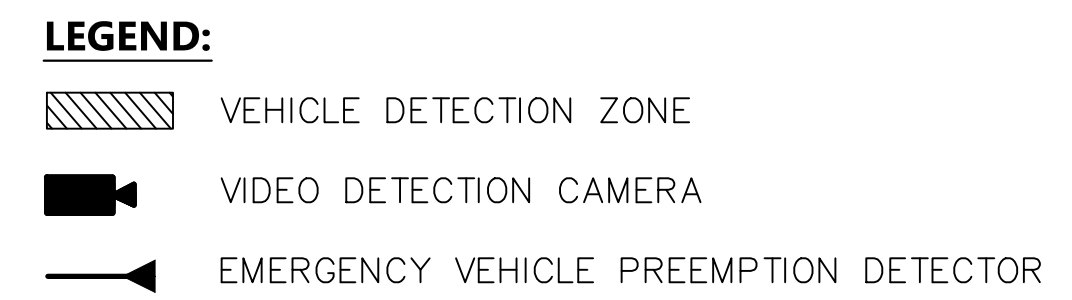 LEGEND:
VEHICLE DETECTION ZONE
VIDEO DETECTION CAMERA
EMERGENCY VEHICLE PREEMPTION DETECTOR